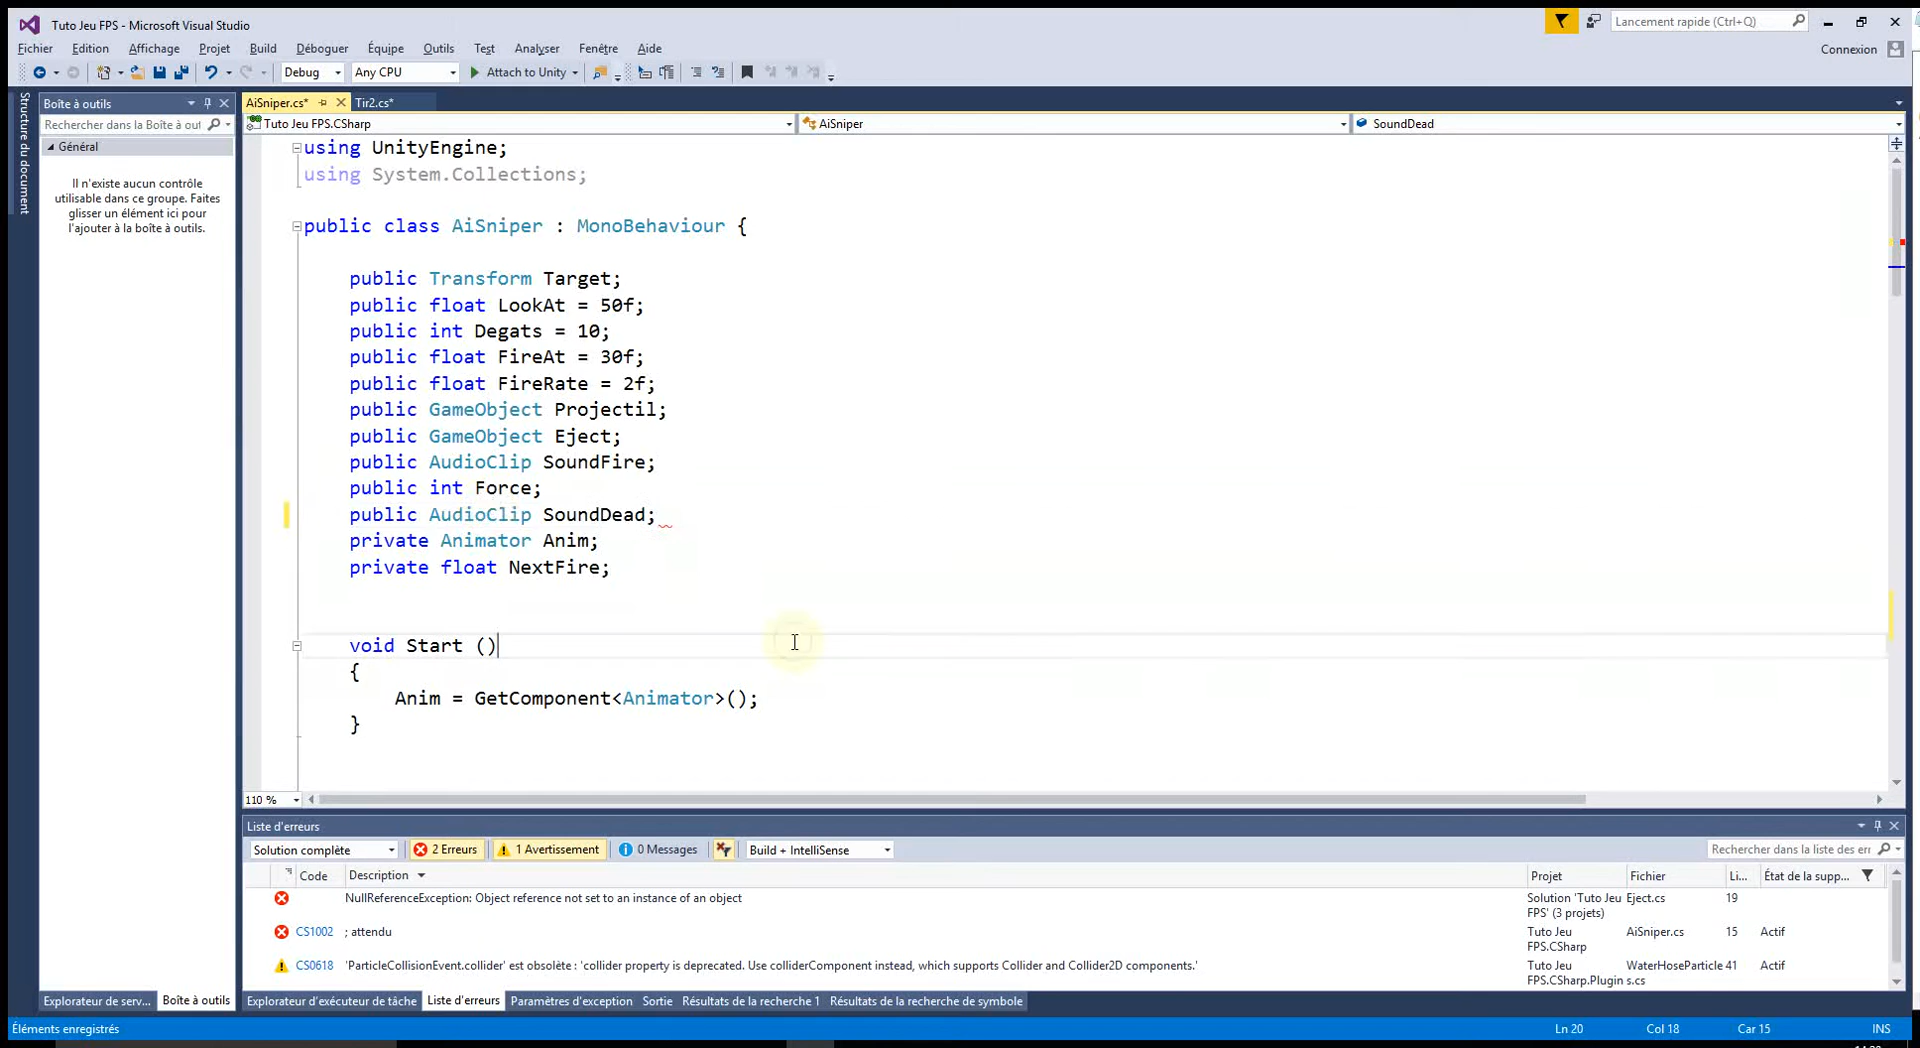 Tuto Jeu FPS - Microsoft Visual Studio
Lancement rapide (Ctrl+Q)
Fichier Edition Affichage Projet Build Déboguer Équipe Outils Test Analyser Fenêtre Aide
Connexion
Debug Any CPU Attach to Unity
Structure du document
Boîte à outils
AiSniper.cs* Tir2.cs*
Rechercher dans la Boîte à out
Tuto Jeu FPS.CSharp AiSniper SoundDead
Général
Il n'existe aucun contrôle
utilisable dans ce groupe. Faites
glisser un élément ici pour
l'ajouter à la boîte à outils.
using UnityEngine;
using System.Collections;
public class AiSniper : MonoBehaviour {
public Transform Target;
public float LookAt = 50f;
public int Degats = 10;
public float FireAt = 30f;
public float FireRate = 2f;
public GameObject Projectil;
public GameObject Eject;
public AudioClip SoundFire;
public int Force;
public AudioClip SoundDead;
private Animator Anim;
private float NextFire;
void Start ()
{
Anim = GetComponent<Animator>();
}
110 %
Liste d'erreurs
Solution complète 2 Erreurs 1 Avertissement 0 Messages Build + IntelliSense Rechercher dans la liste des err
Code Description Projet Fichier Li... État de la supp...
NullReferenceException: Object reference not set to an instance of an object Solution 'Tuto Jeu Eject.cs 19
FPS' (3 projets)
CS1002 ; attendu Tuto Jeu AiSniper.cs 15 Actif
FPS.CSharp
CS0618 'ParticleCollisionEvent.collider' est obsolète : 'collider property is deprecated. Use colliderComponent instead, which supports Collider and Collider2D components.' Tuto Jeu WaterHoseParticle 41 Actif
FPS.CSharp.Plugin s.cs
Explorateur de serv... Boîte à outils Explorateur d'exécuteur de tâche Liste d'erreurs Paramètres d'exception Sortie Résultats de la recherche 1 Résultats de la recherche de symbole
Éléments enregistrés Ln 20 Col 18 Car 15 INS